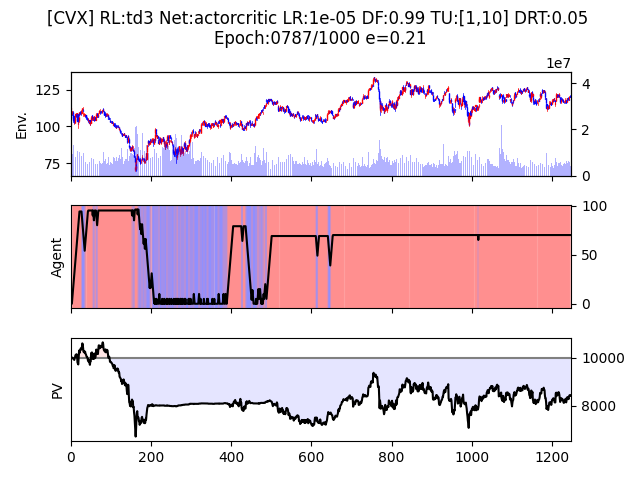 [CVX] RL:td3 Net:actorcritic LR:1e-05 DF:0.99 TU:[1,10] DRT:0.05
Epoch:0787/1000 e=0.21
1e7
125
100
75
Env.
4
2
0
Agent
100
50
0
PV
10000
8000
0 200 400 600 800 1000 1200